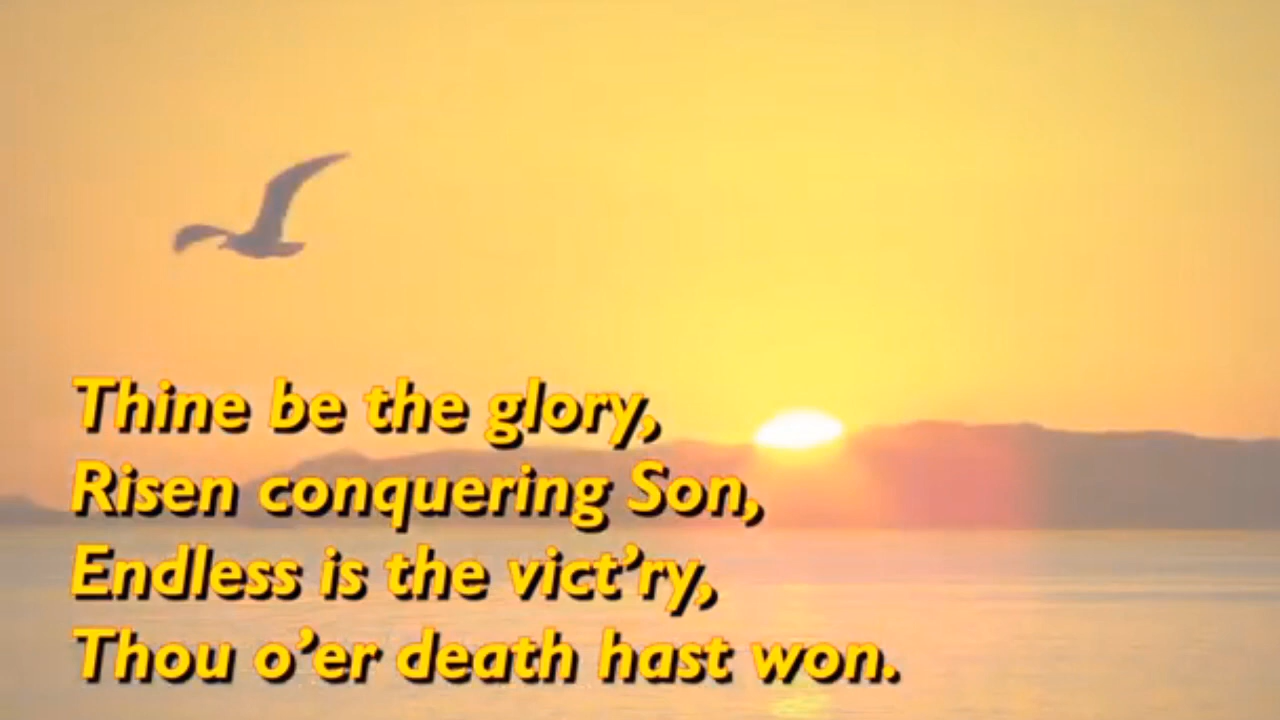 Thine be the glory,
Risen conquering Son,
Endless is the vict’ry,
Thou o’er death hast won.